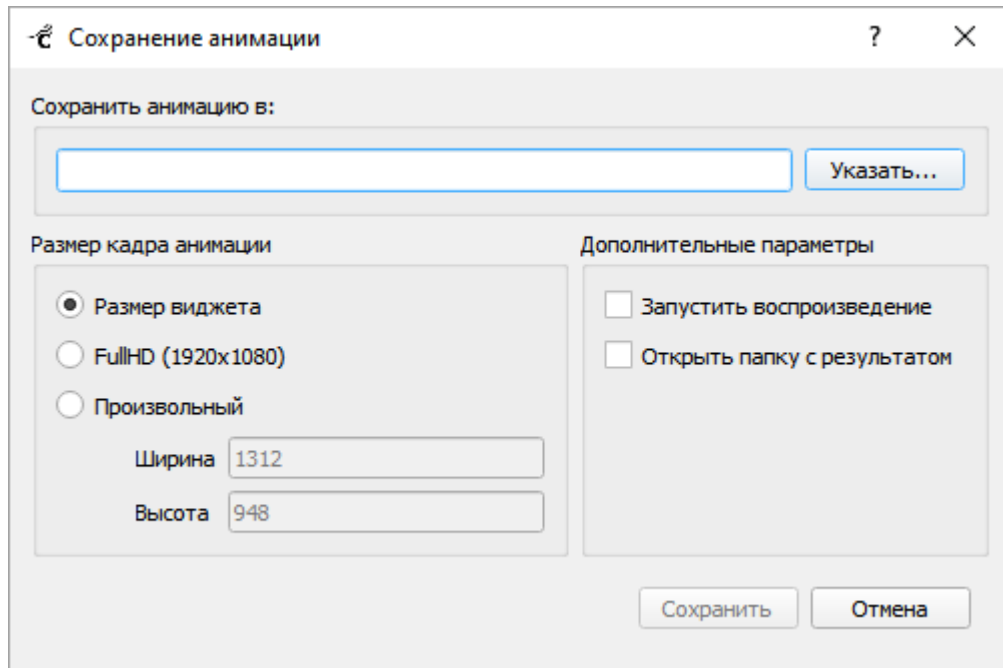 Сохранение анимации ?
Сохранить анимацию в:
Указать...
Размер кадра анимации
Размер виджета
FullHD (1920x1080)
Произвольный
Ширина 1312
Высота 948
Дополнительные параметры
Запустить воспроизведение
Открыть папку с результатом
Сохранить Отмена